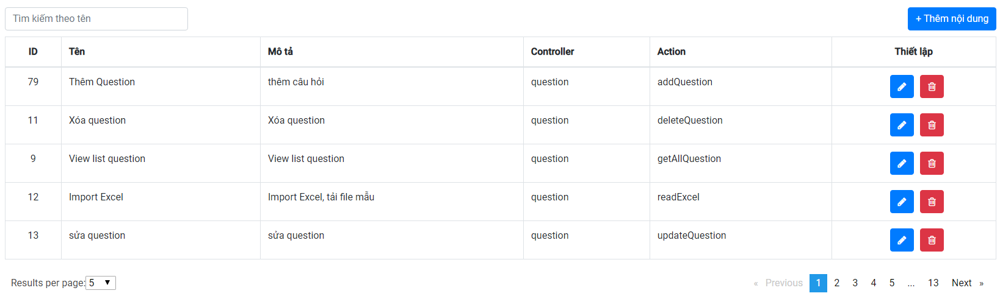 Tìm kiếm theo tên
+ Thêm nội dung
ID Tên Mô tả Controller Action Thiết lập
79 Thêm Question thêm câu hỏi question addQuestion
11 Xóa question Xóa question question deleteQuestion
9 View list question View list question question getAllQuestion
12 Import Excel Import Excel, tải file mẫu question readExcel
13 sửa question sửa question question updateQuestion
Results per page: 5 ▼ « Previous 1 2 3 4 5 ... 13 Next »